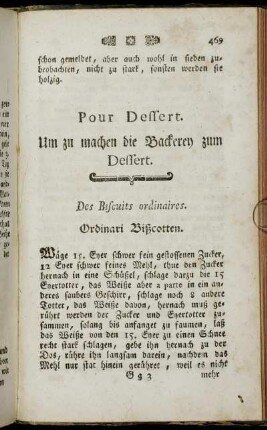 469
schon gemeldet, aber auch wohl in sieden zu-
beobachten, nicht zu stark, sonsten werden sie
holzig.
Pour Dessert.
Um zu machen die Backerey zum
Dessert.
Des Biscuits ordinaires.
Ordinari Bißcotten.
Wäge 15. Eyer schwer fein gestossenen Zucker,
12 Eyer schwer feines Mehl, thue den Zucker
hernach in eine Schüßel, schlage darzu die 15
Eyertotter, das Weiße aber a parte in ein an-
deres saubers Geschirr, schlage noch 2 andere
Totter, das Weiße davon, hernach muß ge-
rühret werden der Zucker und Eyertotter zu-
sammen, solang bis anfanget zu faumen, laß
das Weiße von den 15. Eyer zu einen Schnee
recht stark schlagen, gebe ihn hernach zu der
Dos, rühre ihn langsam darein, nachdem das
Mehl nur stat hinein gerühret, weil es nicht
G g 3 mehr